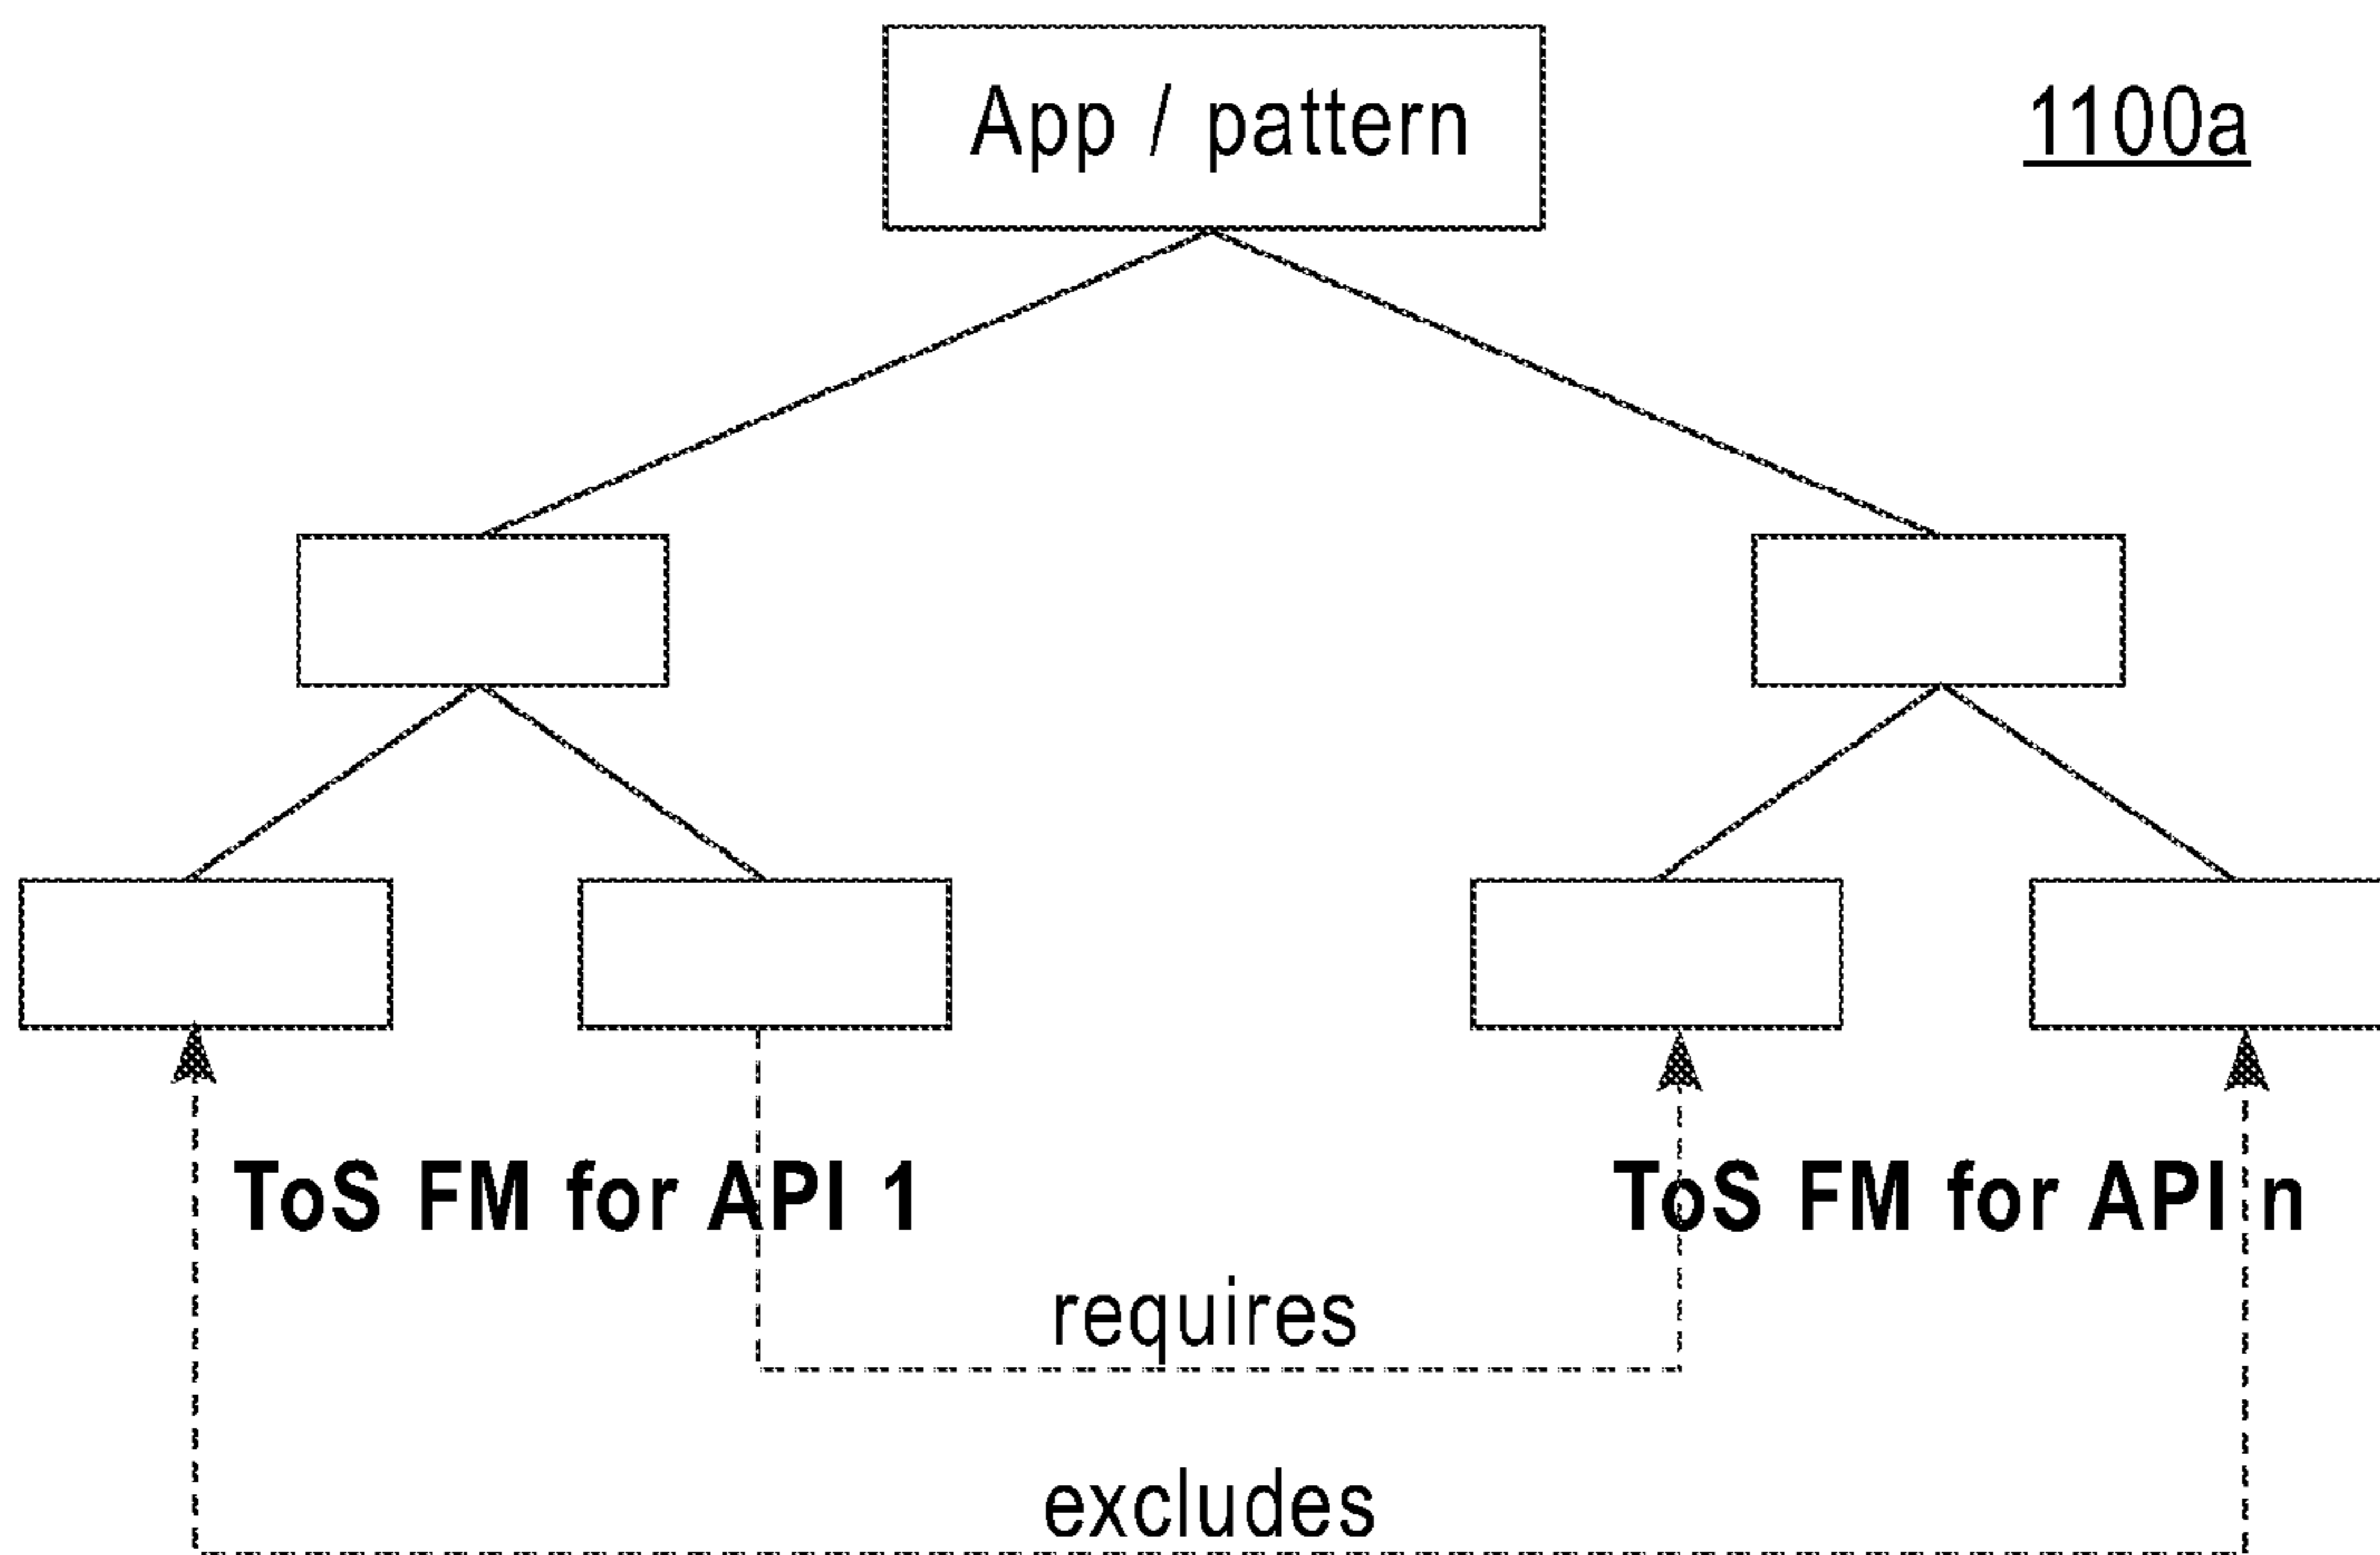 App / pattern
1100a
ToS FM for API 1
ToS FM for API n
requires
excludes